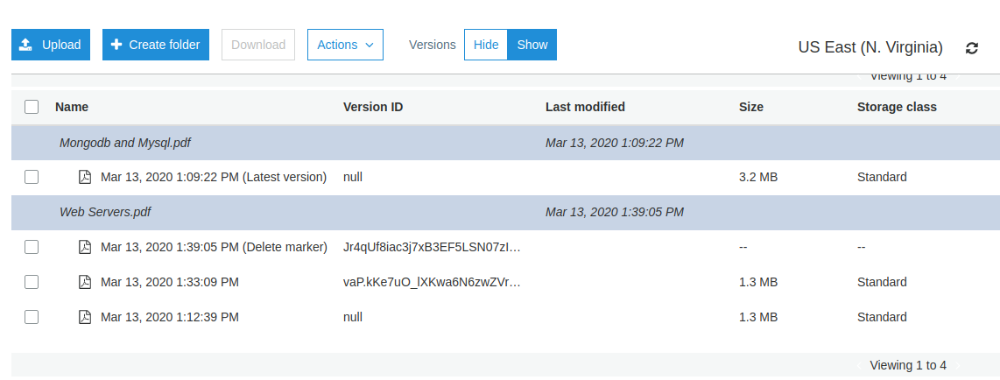 Upload Create folder Download Actions Versions Hide Show US East (N. Virginia)
Viewing 1 to 4
Name Version ID Last modified Size Storage class
Mongodb and Mysql.pdf Mar 13, 2020 1:09:22 PM
Mar 13, 2020 1:09:22 PM (Latest version) null 3.2 MB Standard
Web Servers.pdf Mar 13, 2020 1:39:05 PM
Mar 13, 2020 1:39:05 PM (Delete marker) Jr4qUf8iac3j7xB3EF5LSN07zI... -- --
Mar 13, 2020 1:33:09 PM vaP.kKe7uO_lXKwa6N6zwZVr... 1.3 MB Standard
Mar 13, 2020 1:12:39 PM null 1.3 MB Standard
Viewing 1 to 4